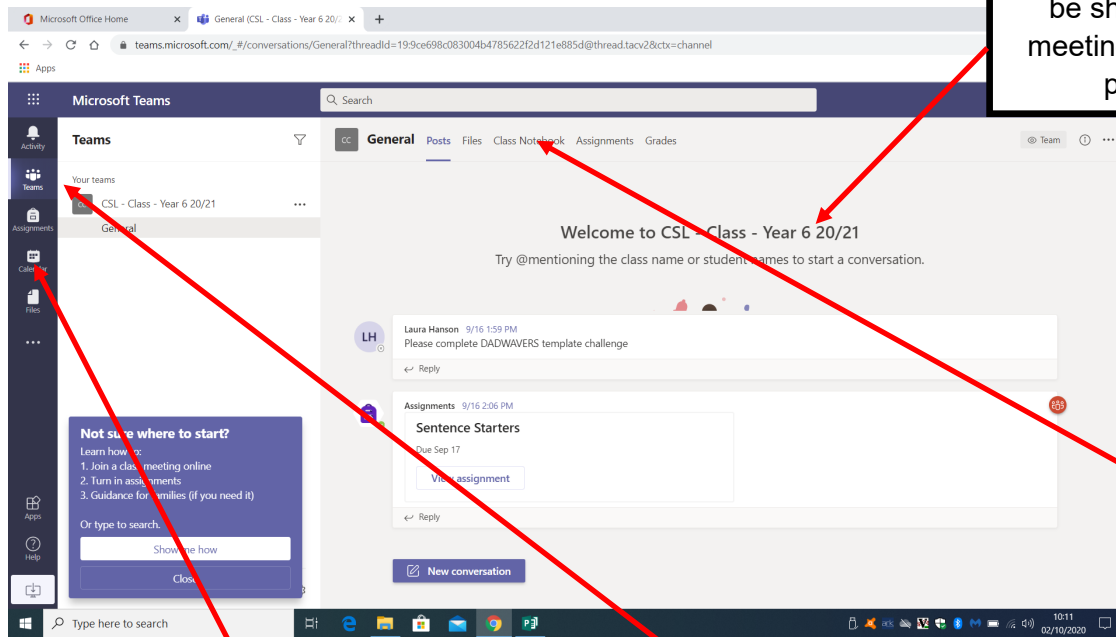 be sh
meetin
p
Microsoft Office Home
General (CSL - Class - Year 6 20/2
teams.microsoft.com/_#/conversations/General?threadId=19:9ce698c083004b4785622f2d121e885d@thread.tacv2&ctx=channel
Apps
Microsoft Teams
Search
Activity
Teams
Assignments
Calendar
Files
Apps
Help
Teams
Your teams
CC CSL - Class - Year 6 20/21
General
CC General Posts Files Class Notebook Assignments Grades
Team
Welcome to CSL - Class - Year 6 20/21
Try @mentioning the class name or student names to start a conversation.
LH
Laura Hanson 9/16 1:59 PM
Please complete DADWAVERS template challenge
Reply
Assignments 9/16 2:06 PM
Sentence Starters
Due Sep 17
View assignment
Reply
New conversation
Not sure where to start?
Learn how to:
1. Join a class meeting online
2. Turn in assignments
3. Guidance for families (if you need it)
Or type to search.
Show me how
Close
Type here to search
10:11
02/10/2020